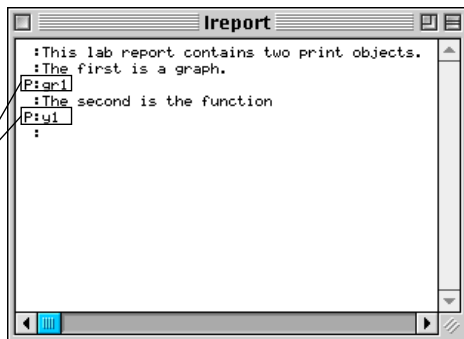 lreport
:This lab report contains two print objects.
:The first is a graph.
P:gr1
:The second is the function
P:y1
: